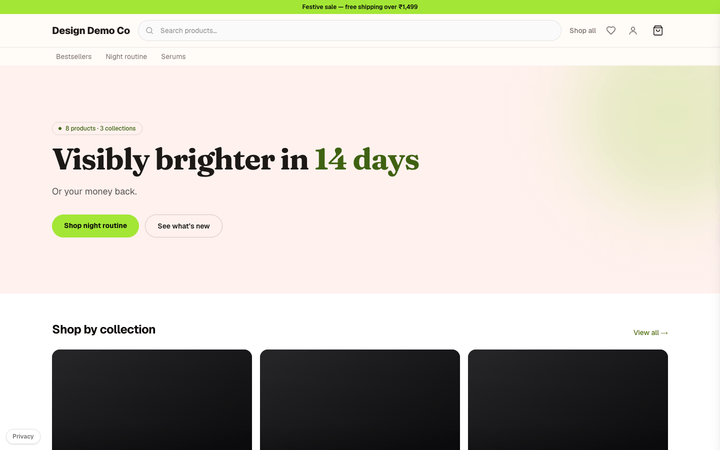 Festive sale — free shipping over ₹1,499
Design Demo Co
Search products…
Shop all
Bestsellers
Night routine
Serums
8 products · 3 collections
Visibly brighter in 14 days
Or your money back.
Shop night routine
See what's new
Shop by collection
View all →
Privacy